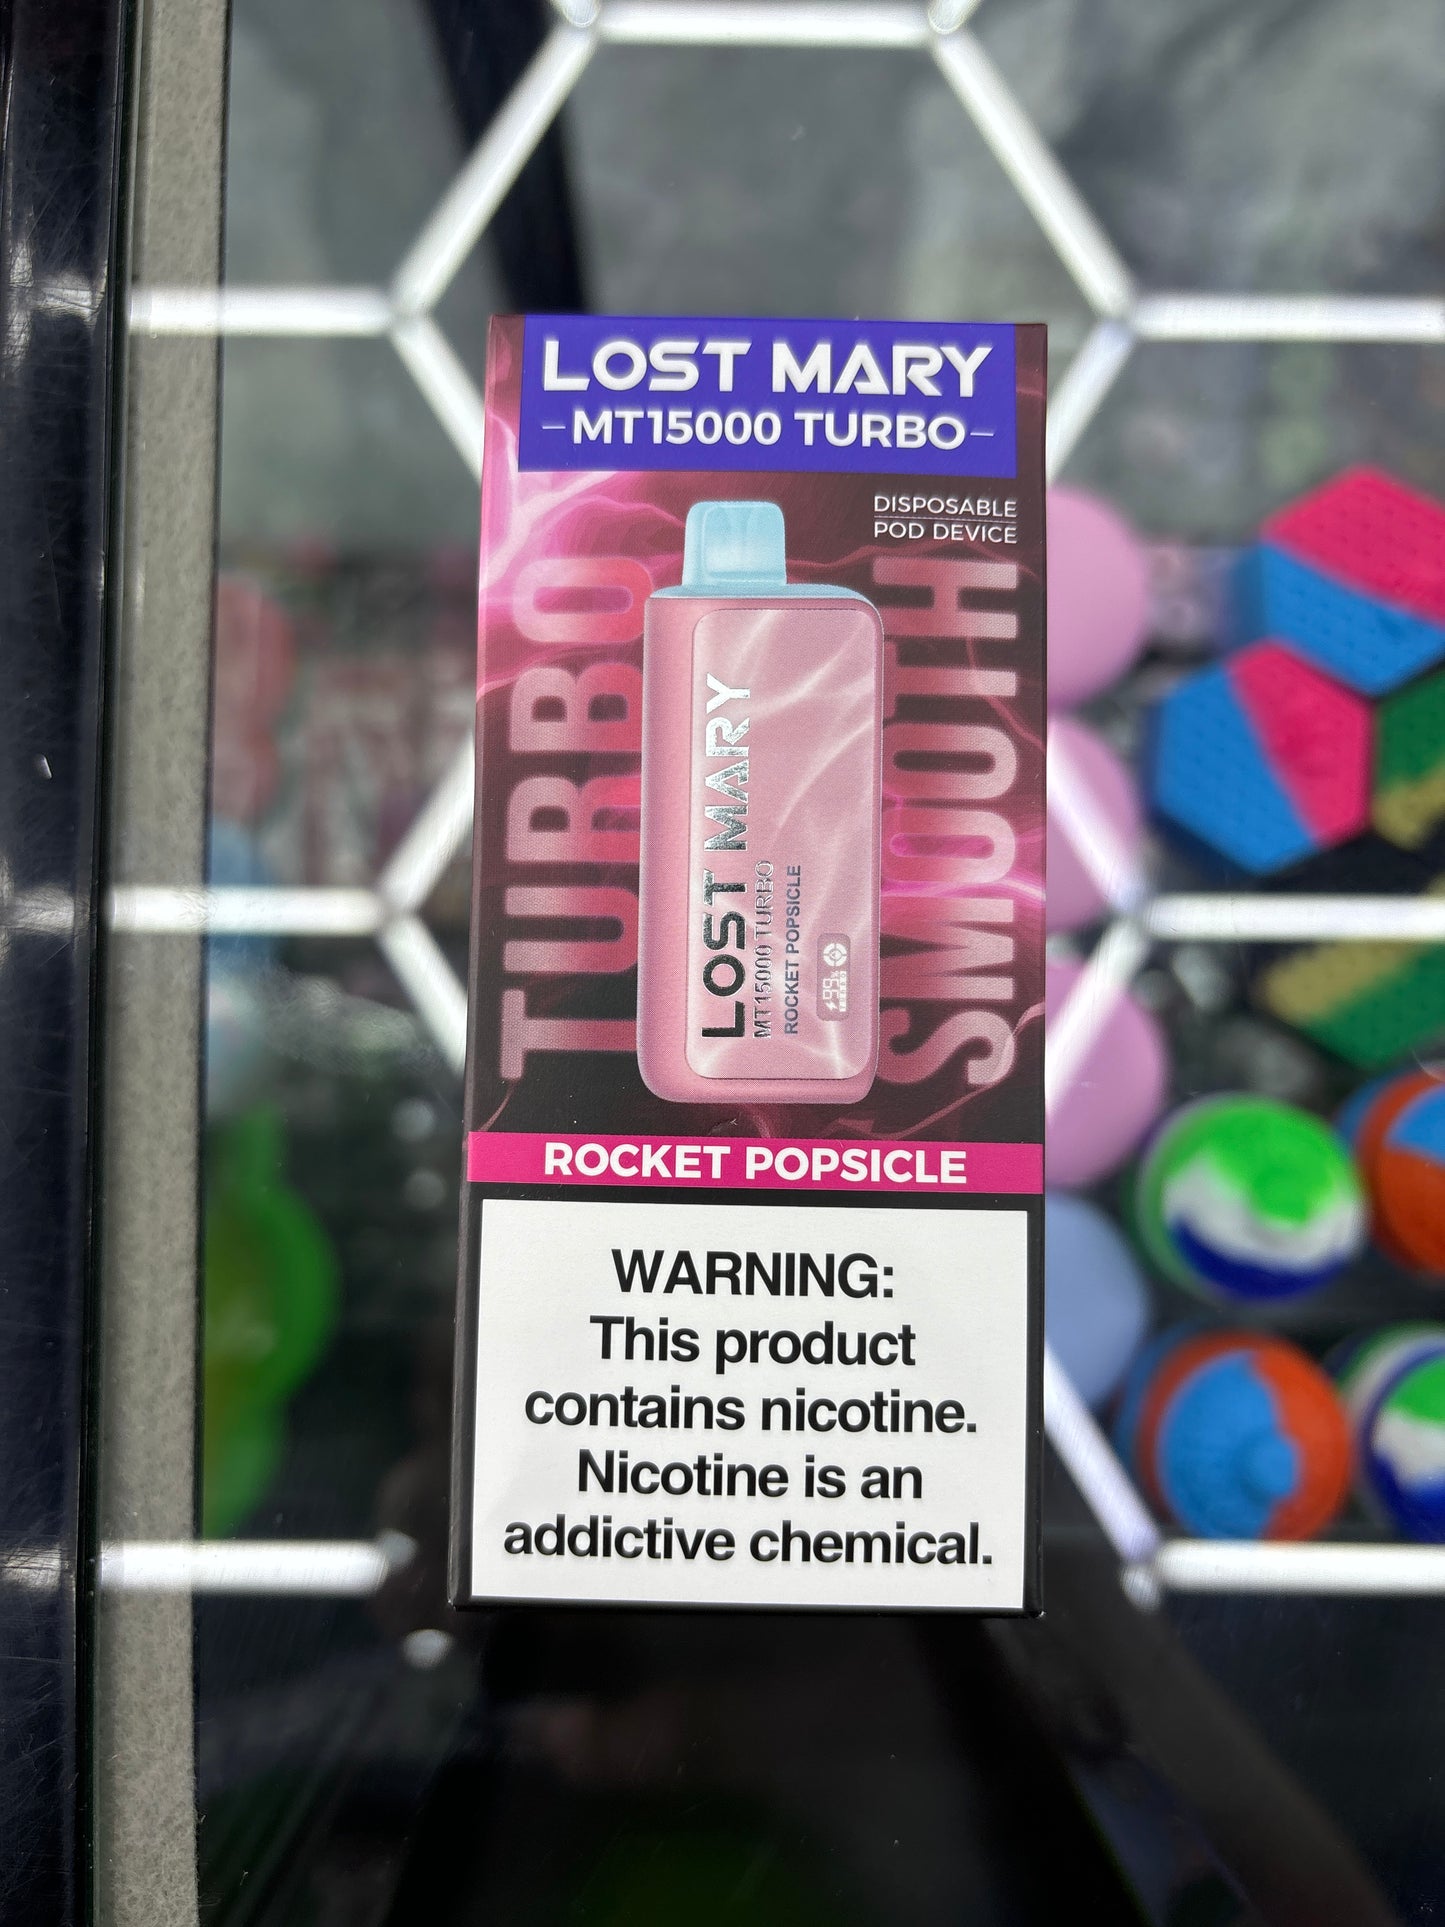 LOST MARY
-MT15000 TURBO-
DISPOSABLE
POD DEVICE
TURBO
SMOOTH
LOST MARY
MT15000 TURBO
ROCKET POPSICLE
99%
ROCKET POPSICLE
WARNING:
This product
contains nicotine.
Nicotine is an
addictive chemical.